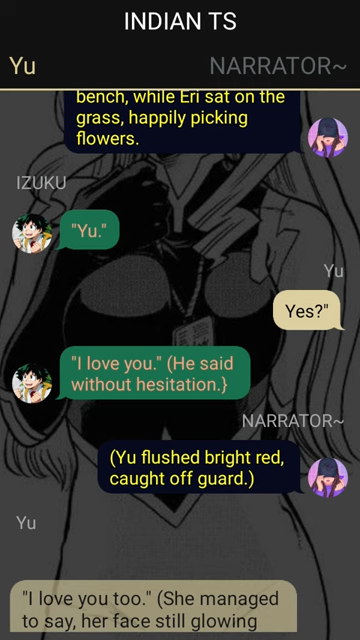 INDIAN TS
Yu
NARRATOR~
bench, while Eri sat on the
grass, happily picking
flowers.
IZUKU
"Yu."
Yu
Yes?"
"I love you." (He said
without hesitation.}
NARRATOR~
(Yu flushed bright red,
caught off guard.)
Yu
"I love you too." (She managed
to say, her face still glowing